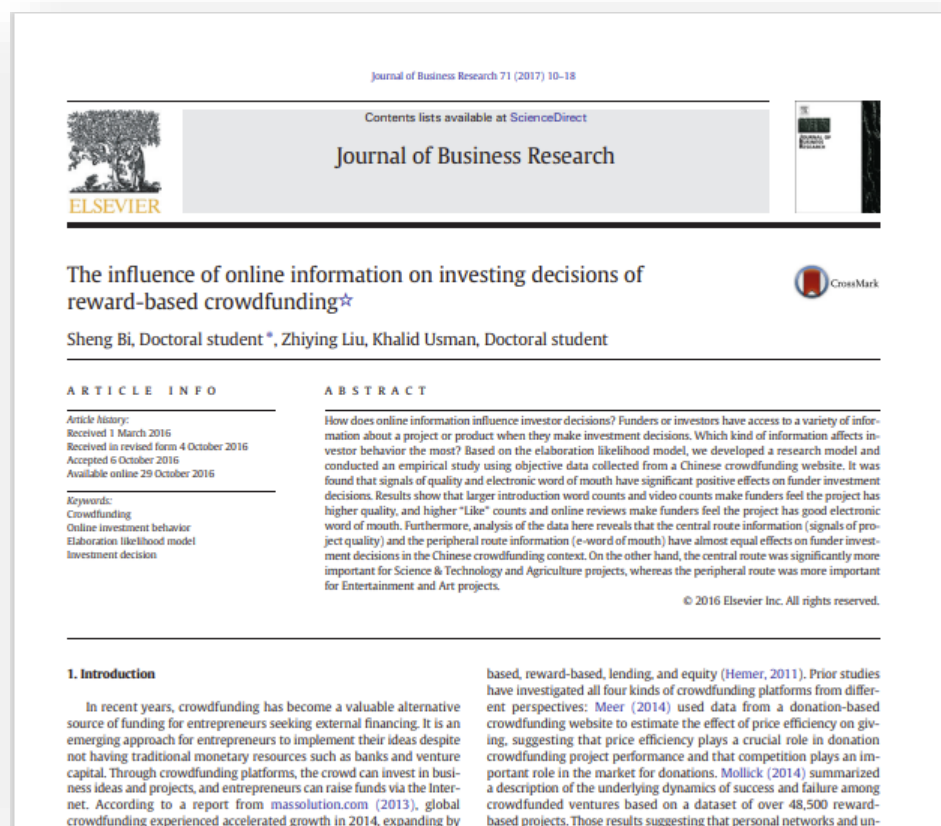 Journal of Business Research 71 (2017) 10–18
Contents lists available at ScienceDirect
Journal of Business Research
ELSEVIER
JOURNAL OF
BUSINESS
RESEARCH
The influence of online information on investing decisions of
reward-based crowdfunding☆
CrossMark
Sheng Bi, Doctoral student *, Zhiying Liu, Khalid Usman, Doctoral student
ARTICLE INFO
Article history:
Received 1 March 2016
Received in revised form 4 October 2016
Accepted 6 October 2016
Available online 29 October 2016
Keywords:
Crowdfunding
Online investment behavior
Elaboration likelihood model
Investment decision
ABSTRACT
How does online information influence investor decisions? Funders or investors have access to a variety of infor-
mation about a project or product when they make investment decisions. Which kind of information affects in-
vestor behavior the most? Based on the elaboration likelihood model, we developed a research model and
conducted an empirical study using objective data collected from a Chinese crowdfunding website. It was
found that signals of quality and electronic word of mouth have significant positive effects on funder investment
decisions. Results show that larger introduction word counts and video counts make funders feel the project has
higher quality, and higher “Like” counts and online reviews make funders feel the project has good electronic
word of mouth. Furthermore, analysis of the data here reveals that the central route information (signals of pro-
ject quality) and the peripheral route information (e-word of mouth) have almost equal effects on funder invest-
ment decisions in the Chinese crowdfunding context. On the other hand, the central route was significantly more
important for Science & Technology and Agriculture projects, whereas the peripheral route was more important
for Entertainment and Art projects.
© 2016 Elsevier Inc. All rights reserved.
1. Introduction
In recent years, crowdfunding has become a valuable alternative
source of funding for entrepreneurs seeking external financing. It is an
emerging approach for entrepreneurs to implement their ideas despite
not having traditional monetary resources such as banks and venture
capital. Through crowdfunding platforms, the crowd can invest in busi-
ness ideas and projects, and entrepreneurs can raise funds via the Inter-
net. According to a report from massolution.com (2013), global
crowdfunding experienced accelerated growth in 2014, expanding by
based, reward-based, lending, and equity (Hemer, 2011). Prior studies
have investigated all four kinds of crowdfunding platforms from differ-
ent perspectives: Meer (2014) used data from a donation-based
crowdfunding website to estimate the effect of price efficiency on giv-
ing, suggesting that price efficiency plays a crucial role in donation
crowdfunding project performance and that competition plays an im-
portant role in the market for donations. Mollick (2014) summarized
a description of the underlying dynamics of success and failure among
crowdfunded ventures based on a dataset of over 48,500 reward-
based projects. Those results suggesting that personal networks and un-